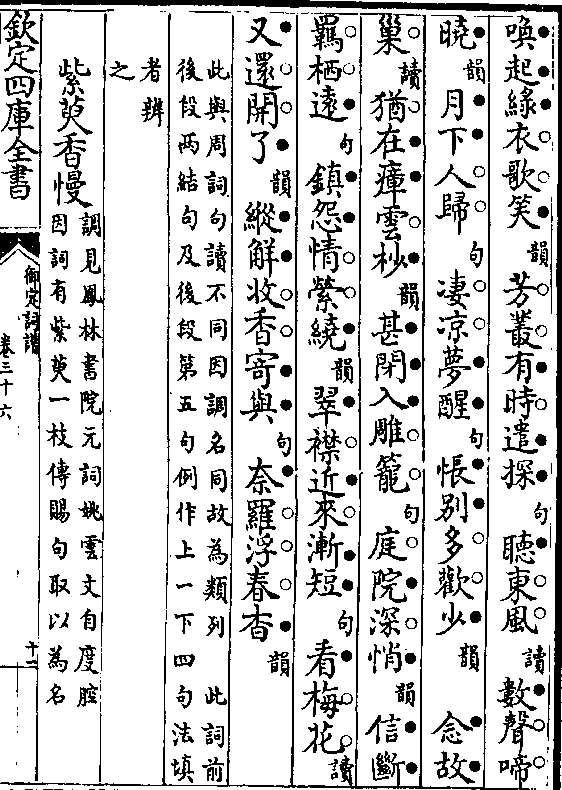 喚起緑衣歌笑韻芳叢有時遣探句聽東風讀數聲啼
曉韻月下人歸句凄凉夢醒句悵别多歡少韻念故
巢讀猶在瘴雲杪韻甚閉入雕籠句庭院深悄韻信斷
羈栖遠句鎮怨情縈繞韻翠襟近來漸短句看梅花讀
又還開了韻縱解收香寄與句奈羅浮春杳韻
此與周詞句讀不同因調名同故為類列此詞前
後段兩結句及後段第五句例作上一下四句法填
者辨
之
紫萸香慢
調見鳳林書院元詞姚雲文自度腔
因詞有紫萸一枝傳賜句取以為名
欽定四庫全書
御定詞譜
卷三十六
十二